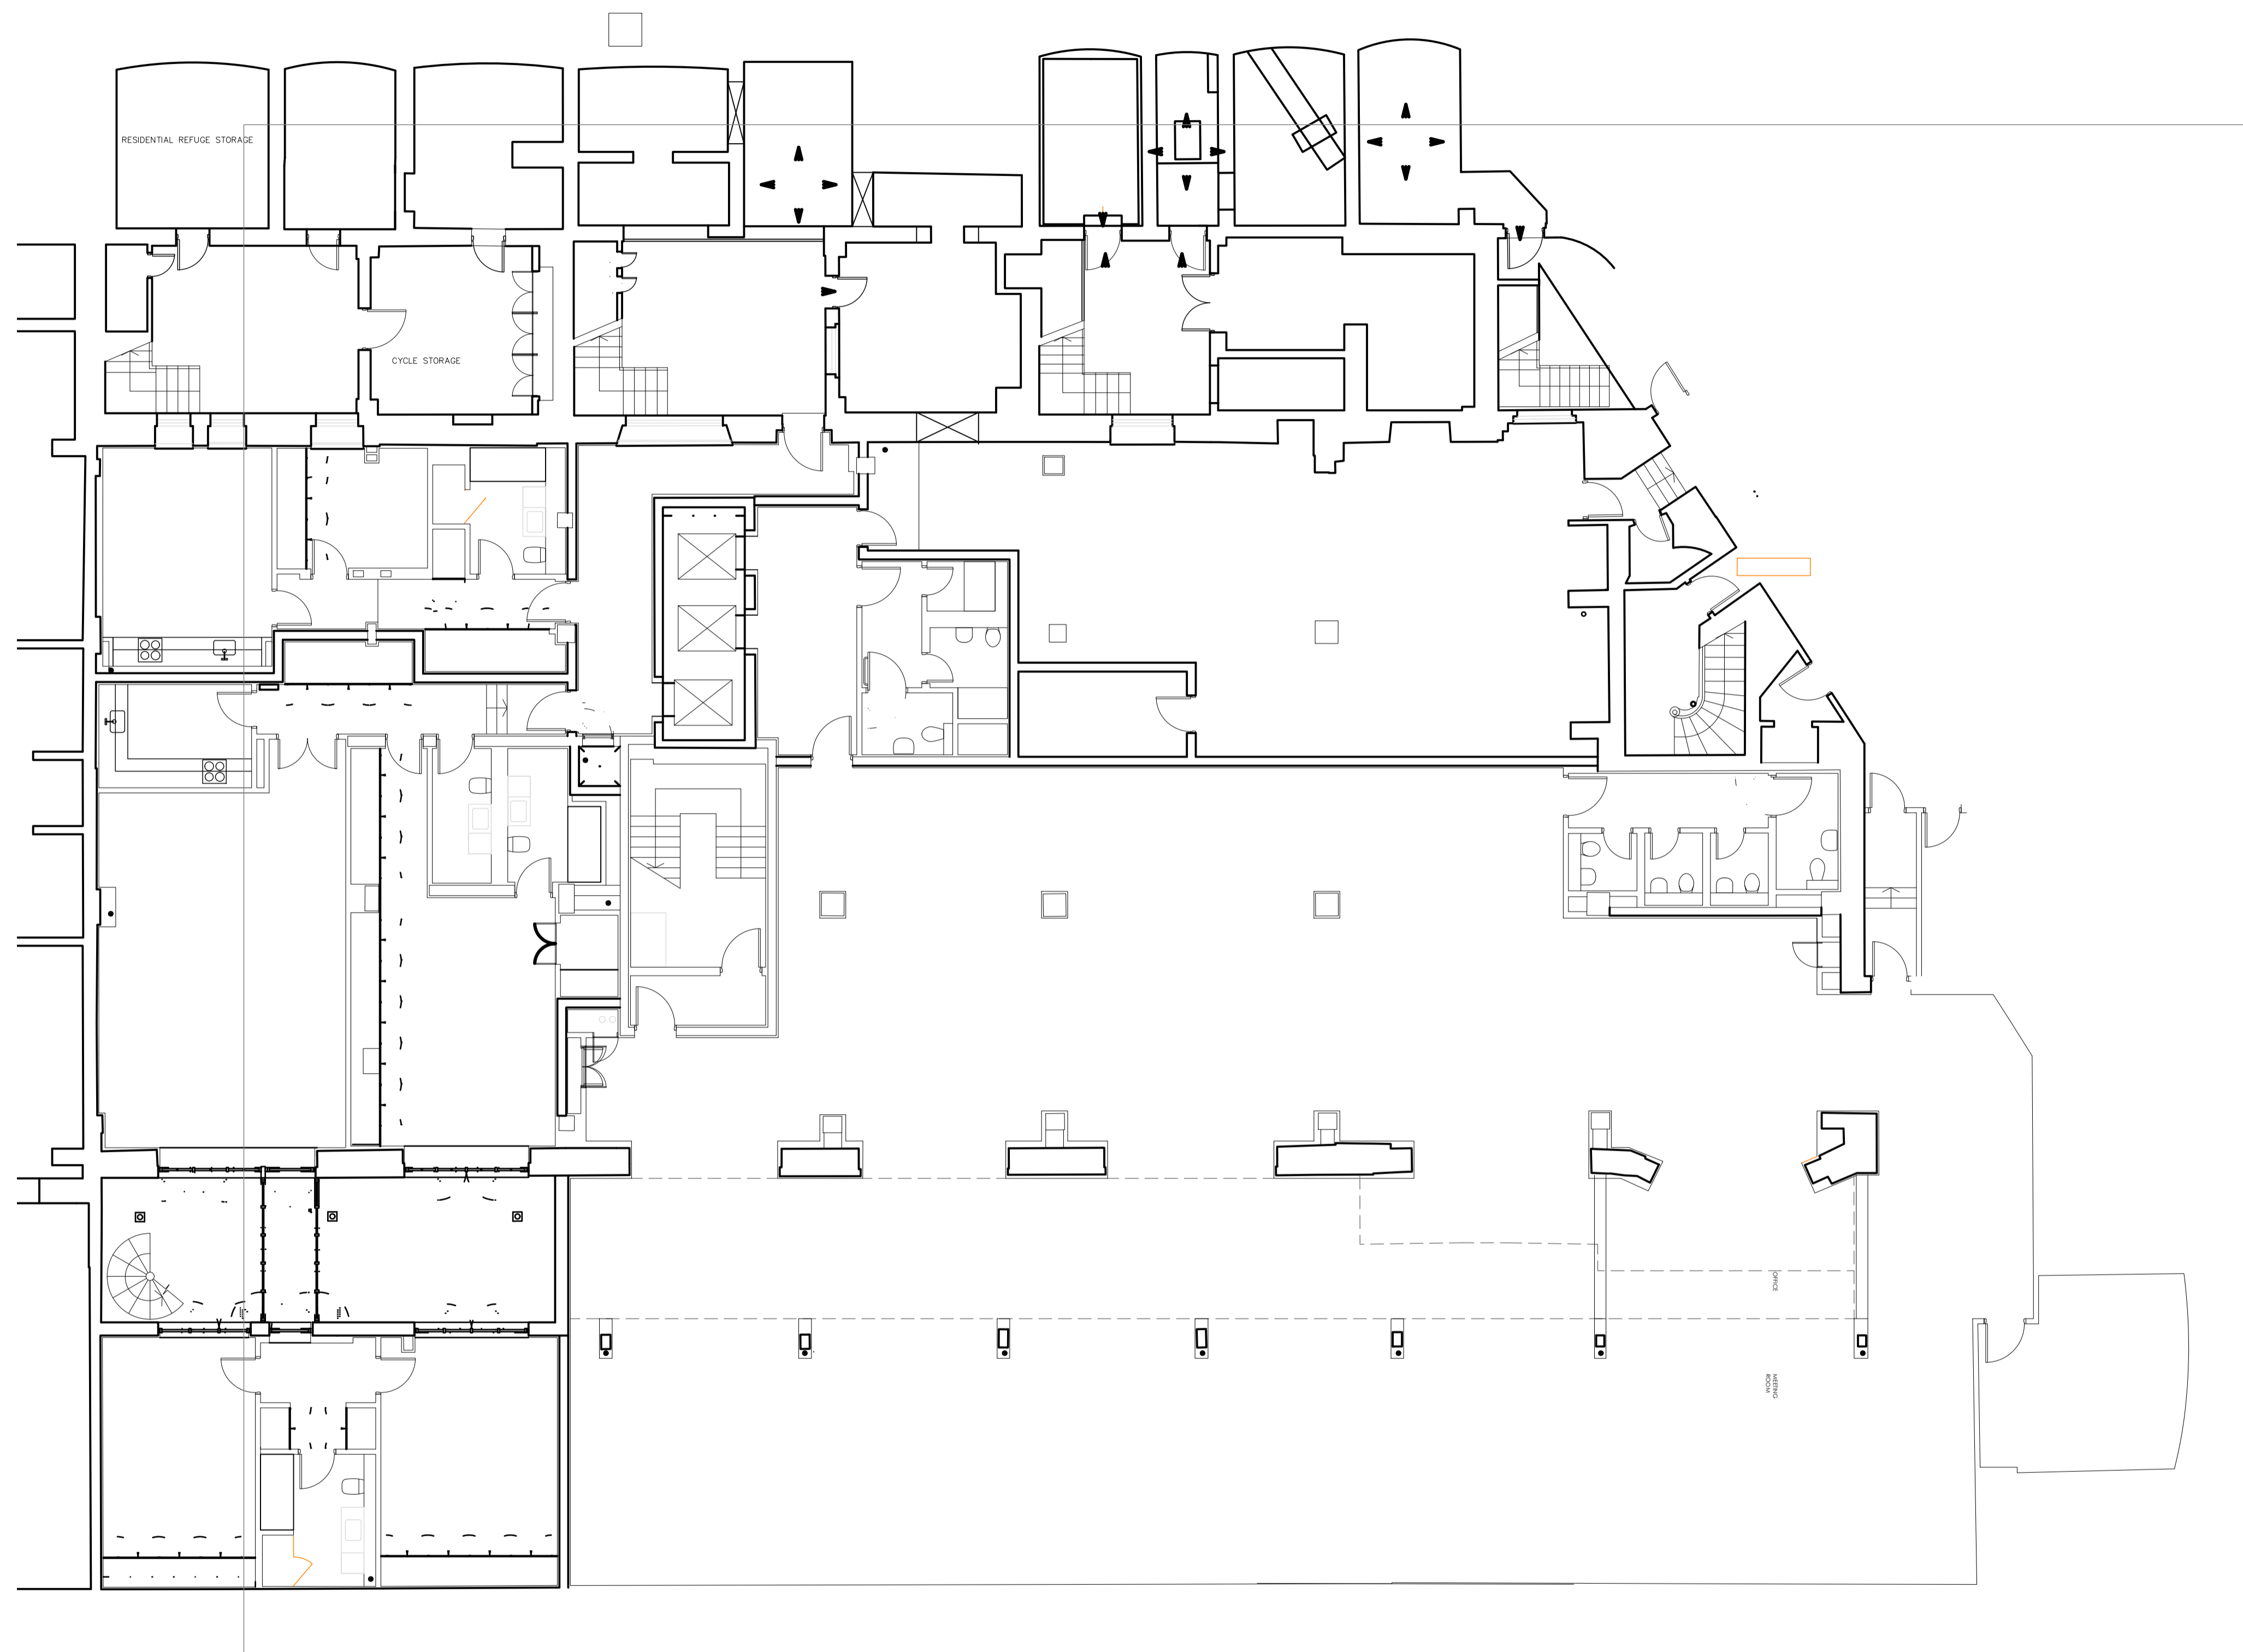 RESIDENTIAL REFUGE STORAGE
CYCLE STORAGE
OFFICE
MEETING
ROOM